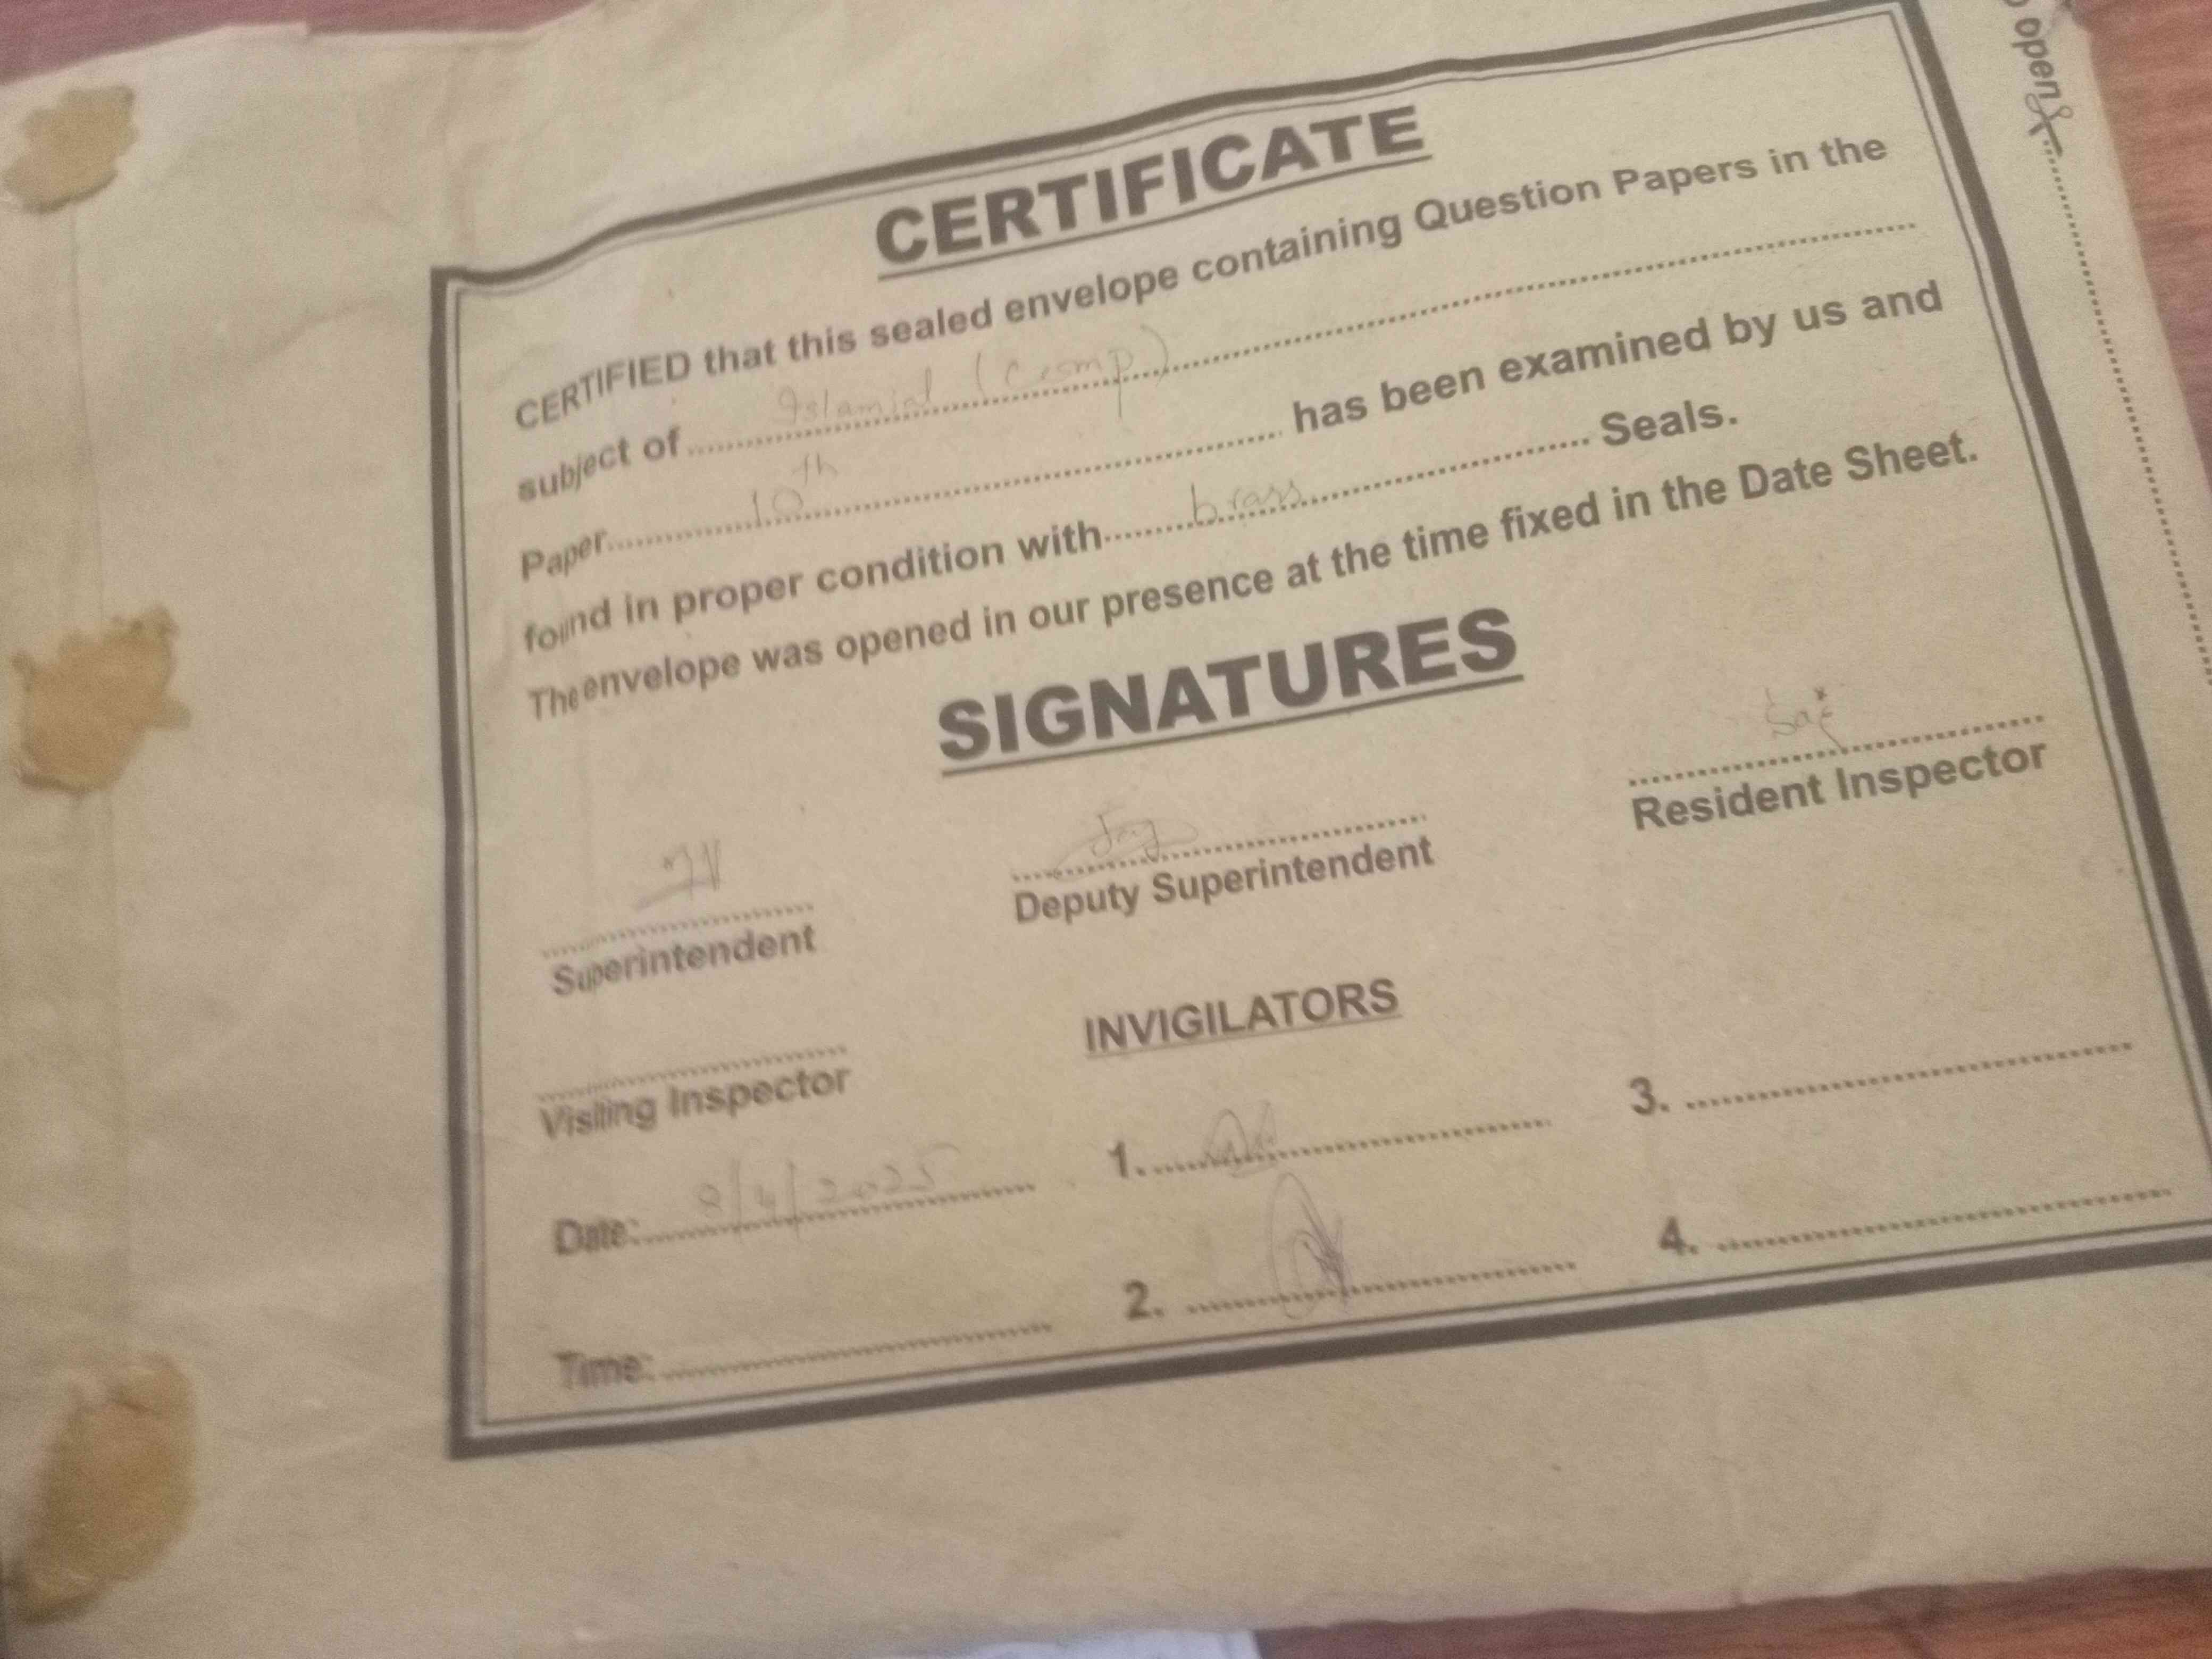 open
CERTIFICATE
CERTIFIED that this sealed envelope containing Question Papers in the
subject of Islamiat (Comp)
Paper 10th has been examined by us and
found in proper condition with brass Seals.
The envelope was opened in our presence at the time fixed in the Date Sheet.
SIGNATURES
Resident Inspector
Deputy Superintendent
Superintendent
INVIGILATORS
Visiting Inspector
3.
1.
Date: 8/4/2025
4.
2.
Time: